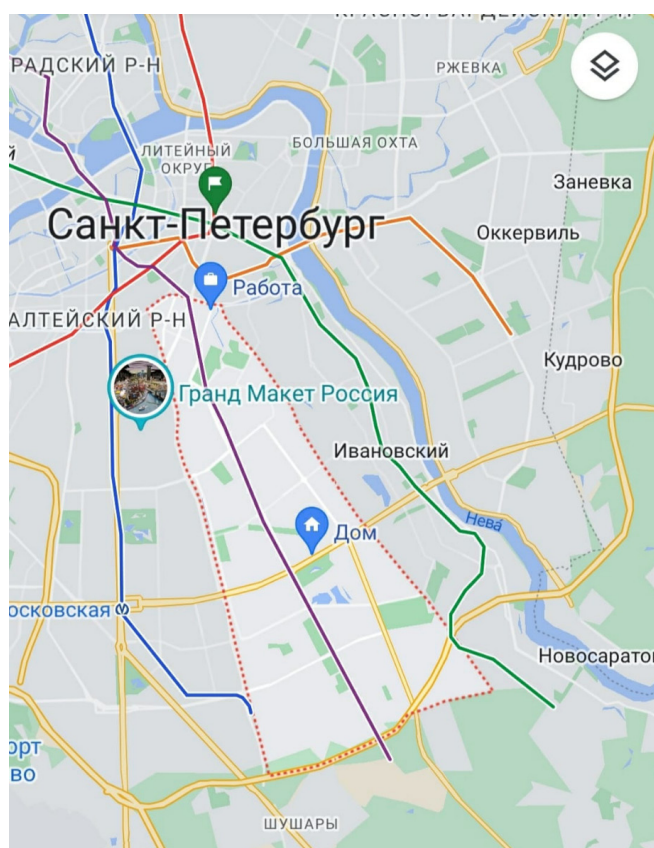 РАДСКИЙ Р-Н
РЖЕВКА
ЛИТЕЙНЫЙ
ОКРУГ
БОЛЬШАЯ ОХТА
й
Заневка
Санкт-Петербург
Оккервиль
Работа
АЛТЕЙСКИЙ Р-Н
Кудрово
Гранд Макет Россия
Ивановский
Нева
Дом
осковская
Новосарато
орт
во
ШУШАРЫ